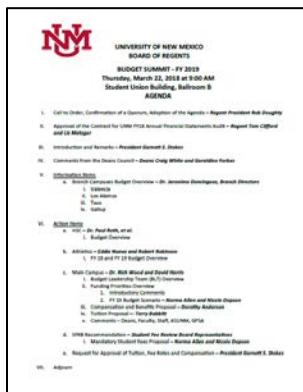 UNM
UNIVERSITY OF NEW MEXICO
BOARD OF REGENTS
BUDGET SUMMIT - FY 2019
Thursday, March 22, 2018 at 9:00 AM
Student Union Building, Ballroom B
AGENDA
I. Call to Order, Confirmation of a Quorum, Adoption of the Agenda – Regent President Rob Doughty
II. Approval of the Contract for UNM FY18 Annual Financial Statements Audit – Regent Tom Clifford
and Liz Metzger
III. Introduction and Remarks – President Garnett S. Stokes
IV. Comments from the Deans Council – Deans Craig White and Geraldine Forbes
V. Information Items
a. Branch Campuses Budget Overview – Dr. Jeronimo Dominguez, Branch Directors
i. Valencia
ii. Los Alamos
iii. Taos
iv. Gallup
VI. Action Items
a. HSC – Dr. Paul Roth, et al.
i. Budget Overview
b. Athletics – Eddie Nunez and Robert Robinson
i. FY 18 and FY 19 Budget Overview
c. Main Campus – Dr. Rich Wood and David Harris
i. Budget Leadership Team (BLT) Overview
ii. Funding Priorities Overview
1. Introductory Comments
2. FY 19 Budget Scenario – Norma Allen and Nicole Dopson
iii. Compensation and Benefits Proposal – Dorothy Anderson
iv. Tuition Proposal – Terry Babbitt
v. Comments – Deans, Faculty, Staff, ASUNM, GPSA
d. SFRB Recommendation – Student Fee Review Board Representatives
i. Mandatory Student Fees Proposal – Norma Allen and Nicole Dopson
e. Request for Approval of Tuition, Fee Rates and Compensation – President Garnett S. Stokes
VII. Adjourn